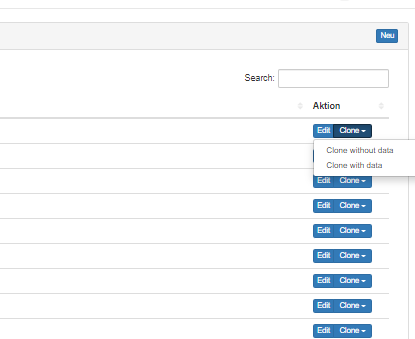 Neu
Search:
Aktion
Edit Clone
Clone without data
Clone with data
Edit Clone
Edit Clone
Edit Clone
Edit Clone
Edit Clone
Edit Clone
Edit Clone